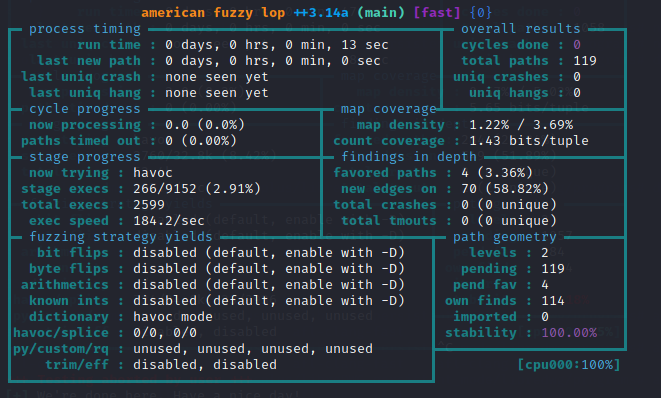 american fuzzy lop ++3.14a (main) [fast] {0}
process timing overall results
run time : 0 days, 0 hrs, 0 min, 13 sec cycles done : 0
last new path : 0 days, 0 hrs, 0 min, 0 sec total paths : 119
last uniq crash : none seen yet uniq crashes : 0
last uniq hang : none seen yet uniq hangs : 0
cycle progress map coverage
now processing : 0.0 (0.0%) map density : 1.22% / 3.69%
paths timed out : 0 (0.00%) count coverage : 1.43 bits/tuple
stage progress findings in depth
now trying : havoc favored paths : 4 (3.36%)
stage execs : 266/9152 (2.91%) new edges on : 70 (58.82%)
total execs : 2599 total crashes : 0 (0 unique)
exec speed : 184.2/sec total tmouts : 0 (0 unique)
fuzzing strategy yields path geometry
bit flips : disabled (default, enable with -D) levels : 2
byte flips : disabled (default, enable with -D) pending : 119
arithmetics : disabled (default, enable with -D) pend fav : 4
known ints : disabled (default, enable with -D) own finds : 114
dictionary : havoc mode imported : 0
havoc/splice : 0/0, 0/0 stability : 100.00%
py/custom/rq : unused, unused, unused, unused
trim/eff : disabled, disabled [cpu000:100%]